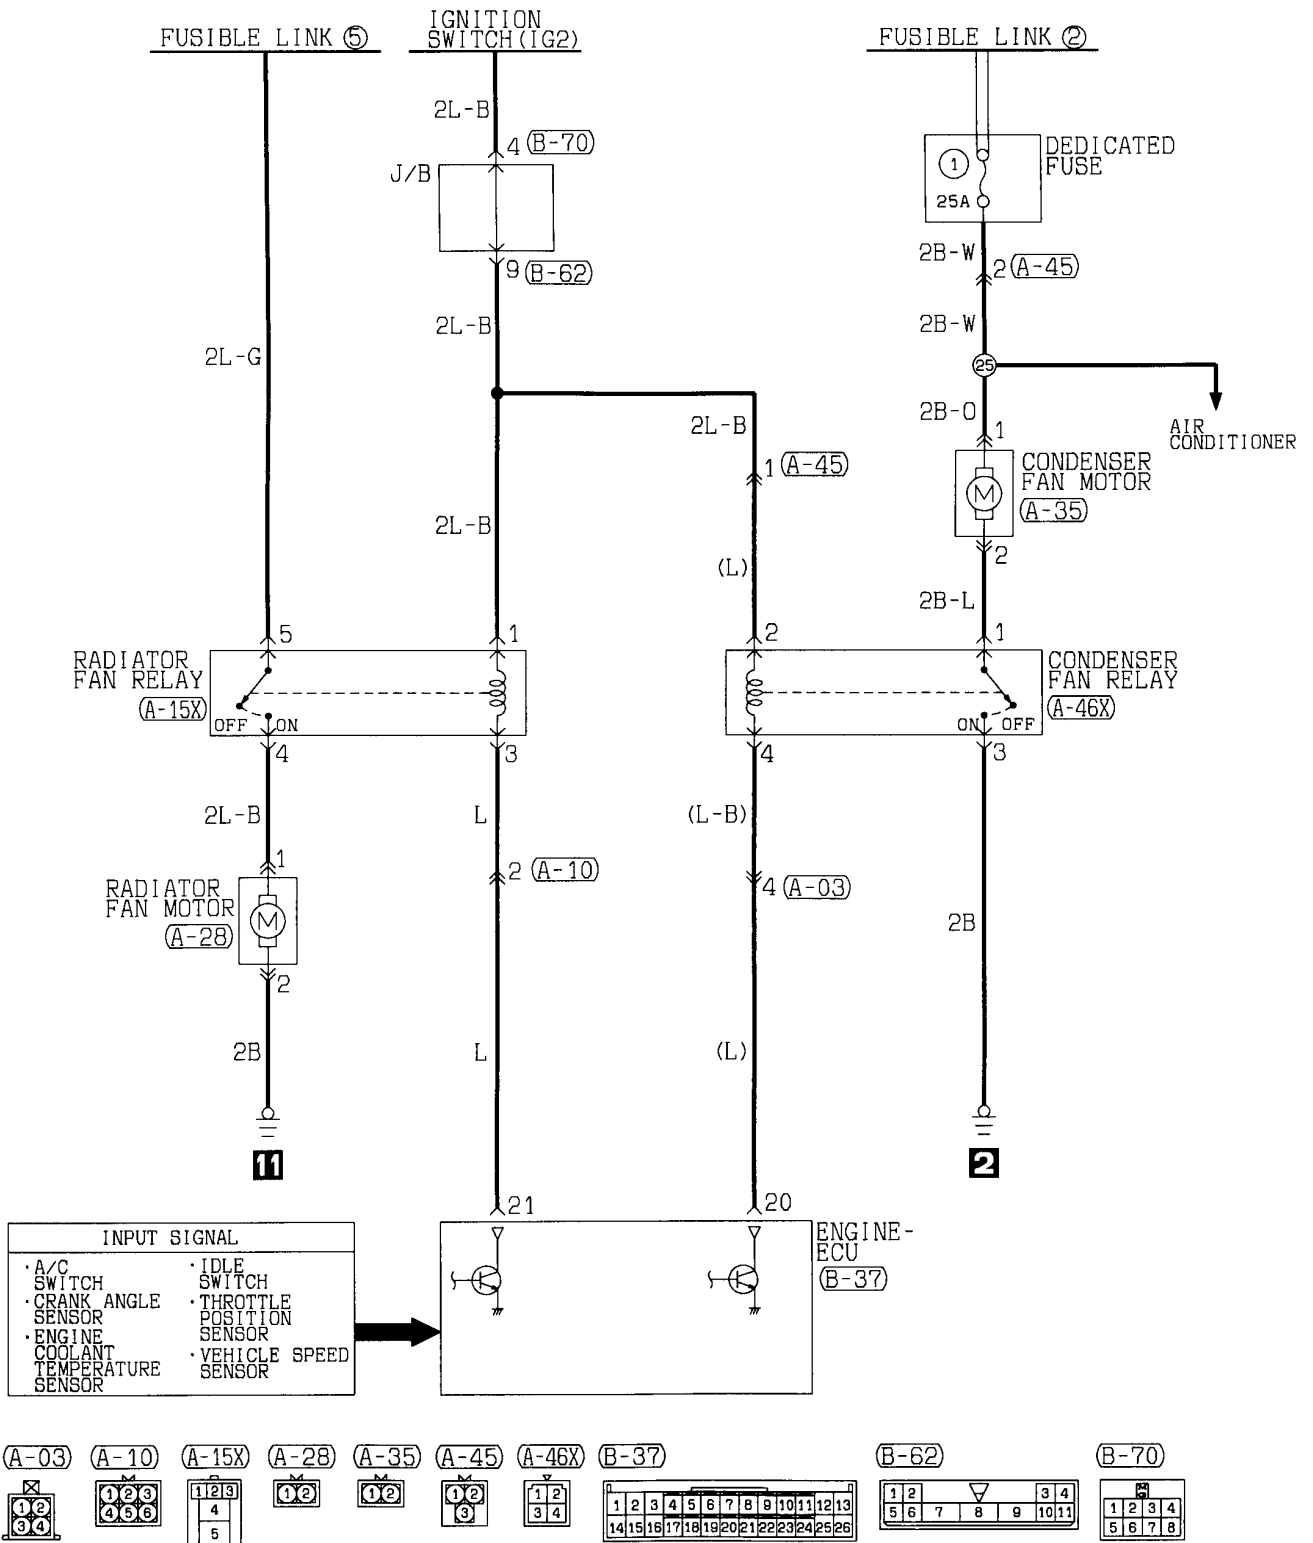 FUSIBLE LINK ⑤
IGNITION
SWITCH(IG2)
FUSIBLE LINK ②
2L-B
4 B-70
J/B
9 B-62
1
25A
DEDICATED
FUSE
2B-W
2 A-45
2L-B
2B-W
2L-G
25
2B-O
AIR
CONDITIONER
2L-B
1 A-45
1
CONDENSER
FAN MOTOR
A-35
M
2L-B
2
(L)
2B-L
5
1
2
1
RADIATOR
FAN RELAY
A-15X
OFF
ON
CONDENSER
FAN RELAY
A-46X
ON
OFF
4
3
4
3
2L-B
L
(L-B)
1
2 A-10
4 A-03
RADIATOR
FAN MOTOR
A-28
M
2B
2
2B
L
(L)
11
2
21
20
INPUT SIGNAL
·A/C
SWITCH
·CRANK ANGLE
SENSOR
·ENGINE
COOLANT
TEMPERATURE
SENSOR
·IDLE
SWITCH
·THROTTLE
POSITION
SENSOR
·VEHICLE SPEED
SENSOR
ENGINE-
ECU
B-37
A-03
1 2
3 4
A-10
1 2 3
4 5 6
A-15X
1 2 3
4
5
A-28
1 2
A-35
1 2
A-45
1 2
3
A-46X
1 2
3 4
B-37
1 2 3 4 5 6 7 8 9 10 11 12 13
14 15 16 17 18 19 20 21 22 23 24 25 26
B-62
1 2 3 4
5 6 7 8 9 10 11
B-70
1 2 3 4
5 6 7 8